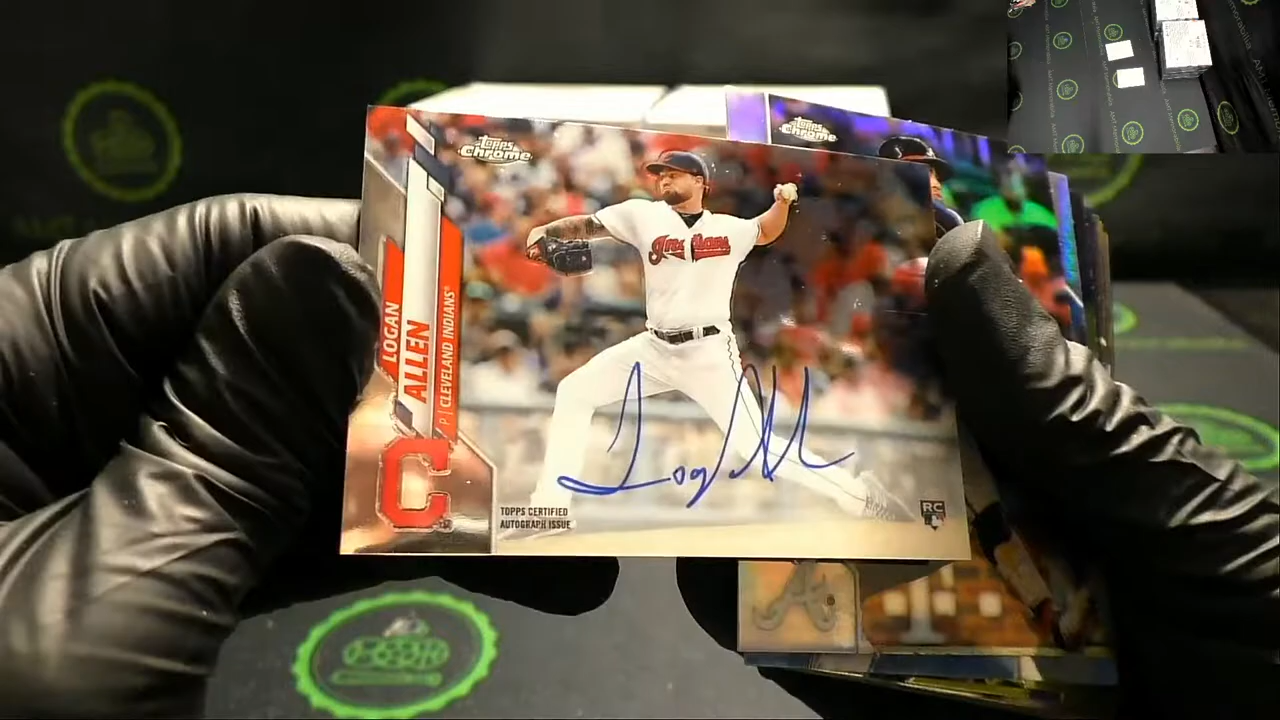 Topps
Chrome
Topps
Chrome
LOGAN
ALLEN
P | CLEVELAND INDIANS®
Indians
C
TOPPS CERTIFIED
AUTOGRAPH ISSUE
RC
A